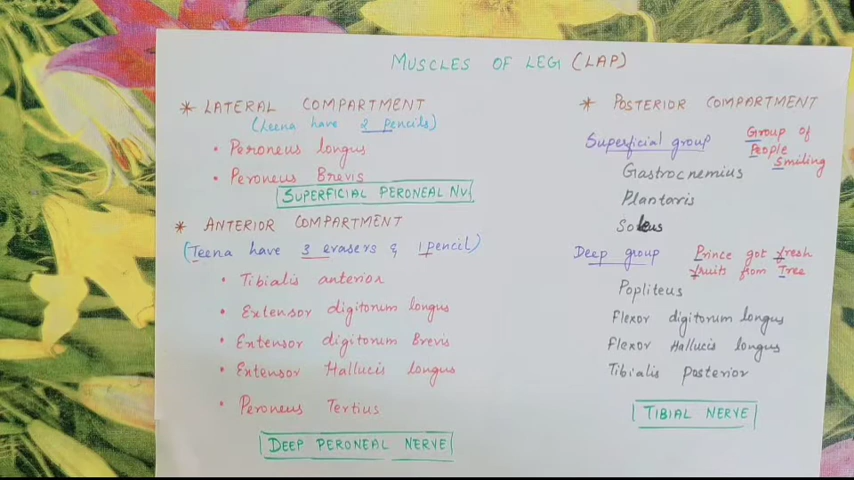 MUSCLES OF LEG (LAP)
* LATERAL COMPARTMENT
(Leena have 2 Pencils)
• Peroneus longus
• Peroneus Brevis
SUPERFICIAL PERONEAL NV.
* ANTERIOR COMPARTMENT
(Teena have 3 erasers & 1 pencil)
• Tibialis anterior
• Extensor digitorum longus
• Extensor digitorum Brevis
• Extensor Hallucis longus
• Peroneus Tertius
DEEP PERONEAL NERVE
* POSTERIOR COMPARTMENT
Superficial group
Group of
People
Smiling
Gastrocnemius
Plantaris
Soleus
Deep group
Prince got fresh
fruits from Tree
Popliteus
Flexor digitorum longus
Flexor Hallucis longus
Tibialis Posterior
TIBIAL NERVE